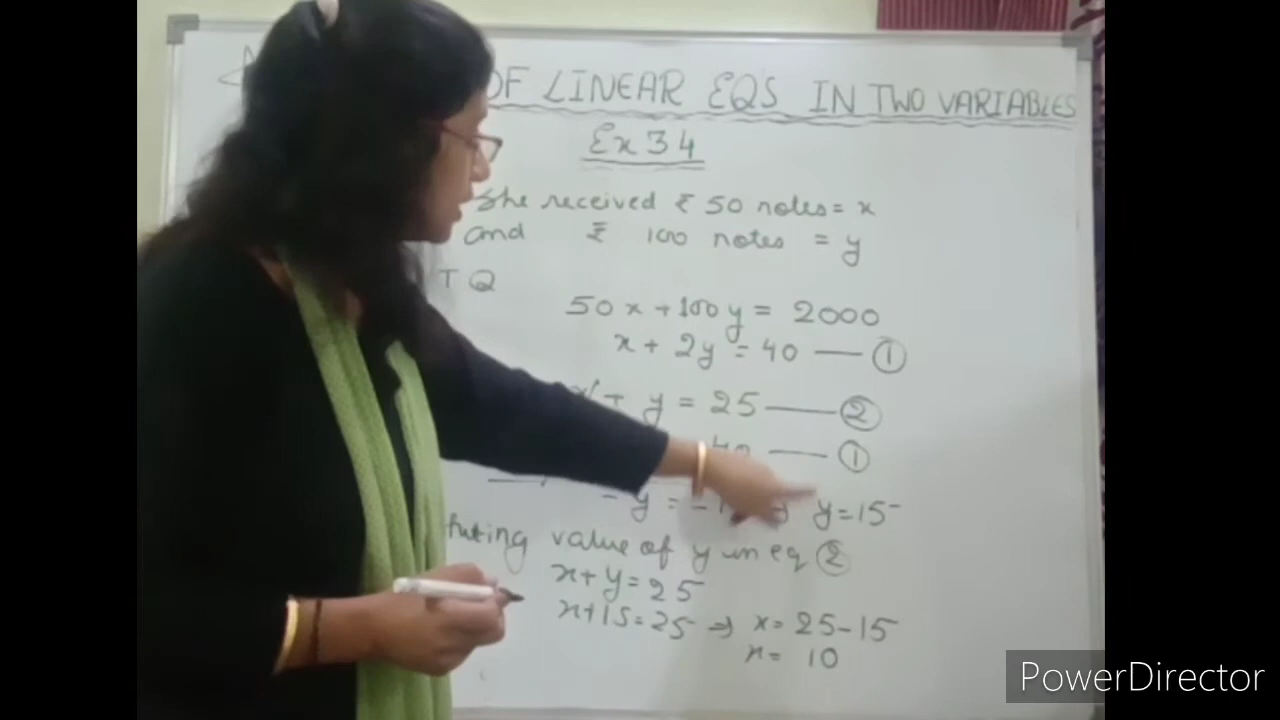 OF LINEAR EQS IN TWO VARIABLES
Ex 3 4
She received ₹ 50 notes = x
and ₹ 100 notes = y
T Q
50x + 100y = 2000
x + 2y = 40 — ①
x + y = 25 — ②
40 — ①
- y = -1 y = 15
value of y in eq ②
x + y = 25
x + 15 = 25 ⇒ x = 25 - 15
x = 10
PowerDirector